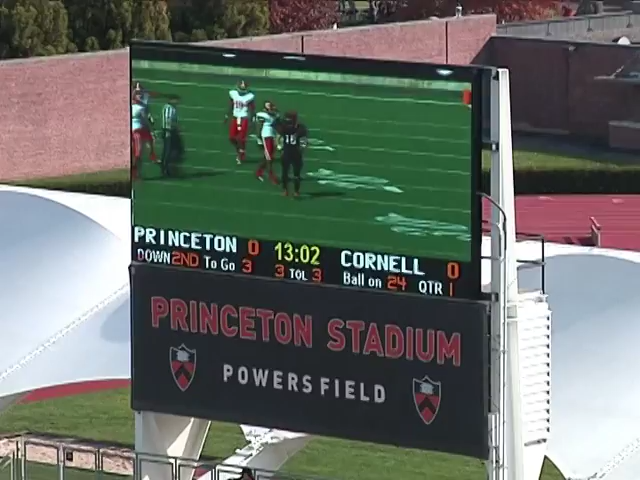 PRINCETON 0 13:02 CORNELL 0
DOWN 2ND To Go 3 3 TOL 3 Ball on 24 QTR 1
PRINCETON STADIUM
POWERS FIELD